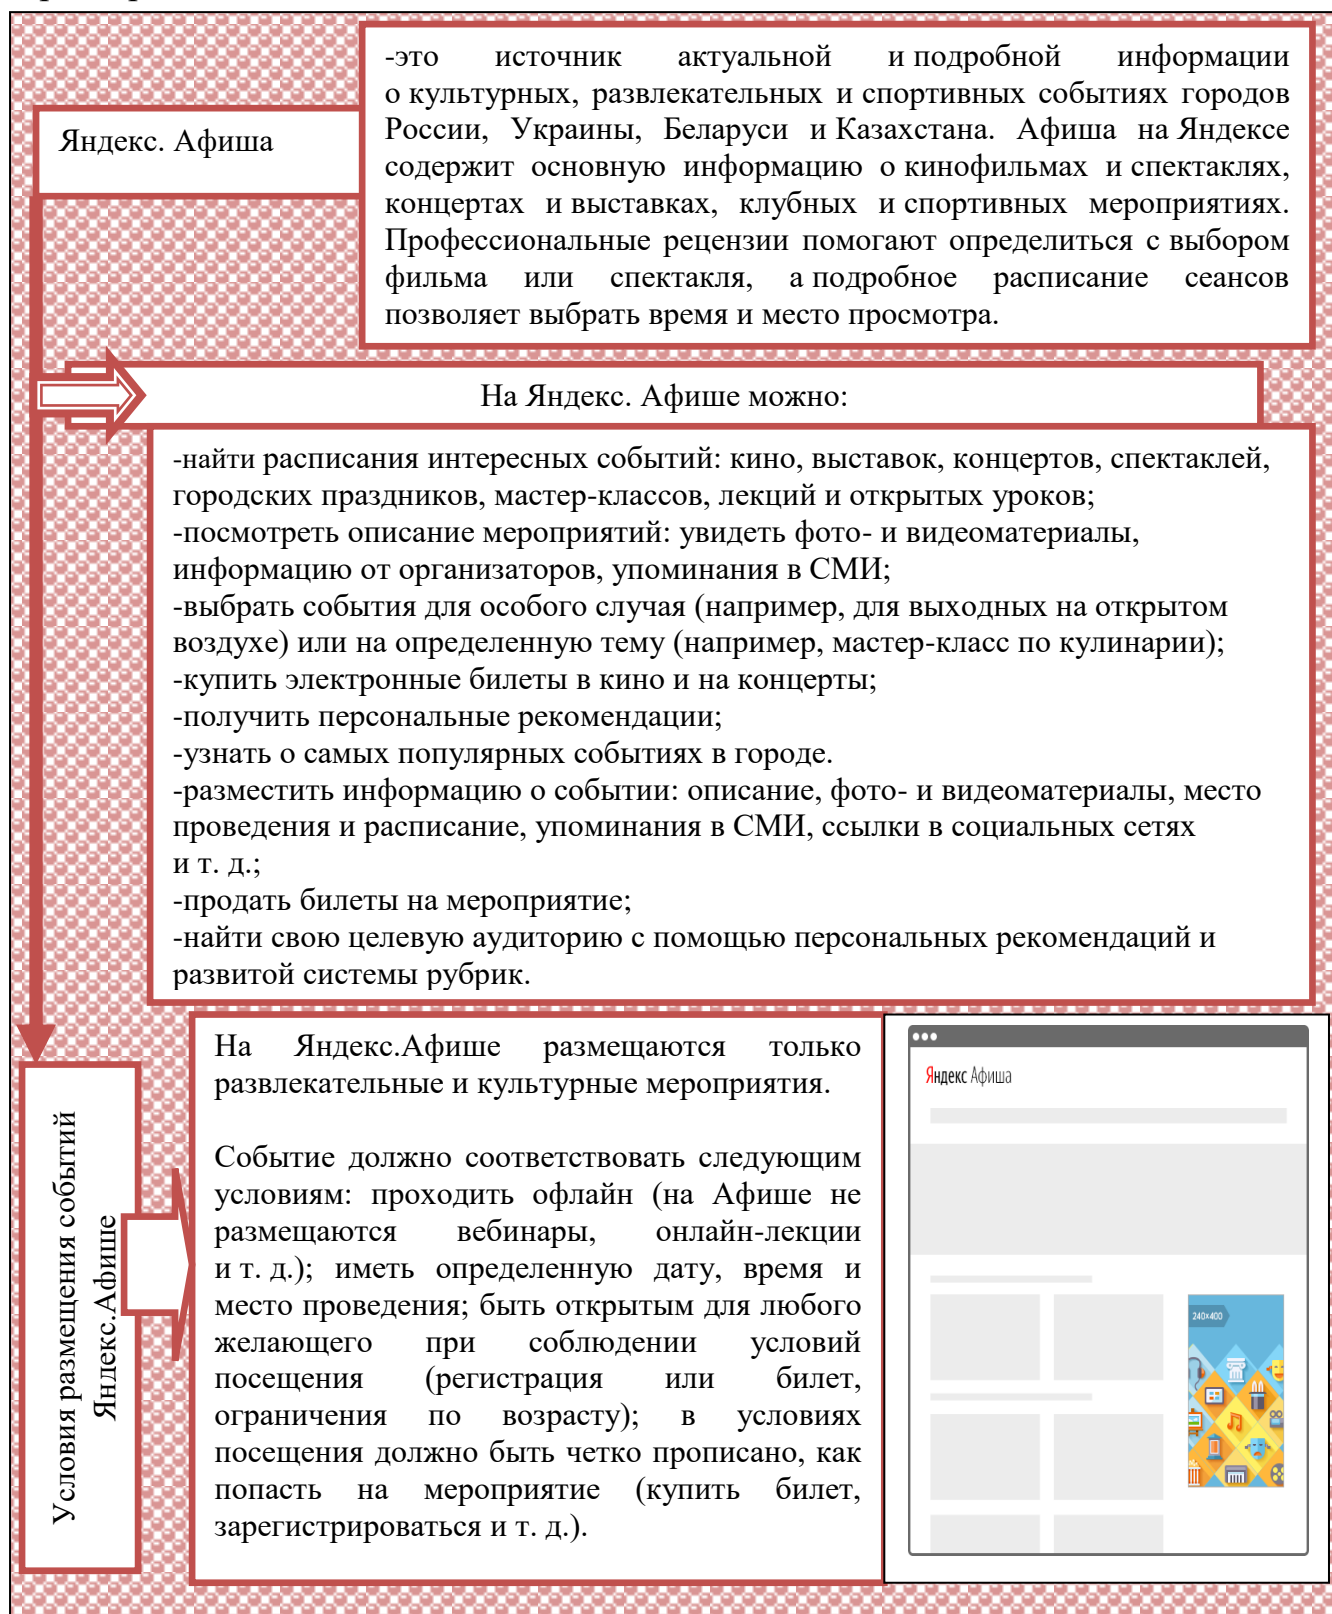 Яндекс. Афиша
-это источник актуальной и подробной информации
о культурных, развлекательных и спортивных событиях городов
России, Украины, Беларуси и Казахстана. Афиша на Яндексе
содержит основную информацию о кинофильмах и спектаклях,
концертах и выставках, клубных и спортивных мероприятиях.
Профессиональные рецензии помогают определиться с выбором
фильма или спектакля, а подробное расписание сеансов
позволяет выбрать время и место просмотра.
На Яндекс. Афише можно:
-найти расписания интересных событий: кино, выставок, концертов, спектаклей,
городских праздников, мастер-классов, лекций и открытых уроков;
-посмотреть описание мероприятий: увидеть фото- и видеоматериалы,
информацию от организаторов, упоминания в СМИ;
-выбрать события для особого случая (например, для выходных на открытом
воздухе) или на определенную тему (например, мастер-класс по кулинарии);
-купить электронные билеты в кино и на концерты;
-получить персональные рекомендации;
-узнать о самых популярных событиях в городе.
-разместить информацию о событии: описание, фото- и видеоматериалы, место
проведения и расписание, упоминания в СМИ, ссылки в социальных сетях
и т. д.;
-продать билеты на мероприятие;
-найти свою целевую аудиторию с помощью персональных рекомендаций и
развитой системы рубрик.
Условия размещения событий
Яндекс.Афише
На Яндекс.Афише размещаются только
развлекательные и культурные мероприятия.
Событие должно соответствовать следующим
условиям: проходить офлайн (на Афише не
размещаются вебинары, онлайн-лекции
и т. д.); иметь определенную дату, время и
место проведения; быть открытым для любого
желающего при соблюдении условий
посещения (регистрация или билет,
ограничения по возрасту); в условиях
посещения должно быть четко прописано, как
попасть на мероприятие (купить билет,
зарегистрироваться и т. д.).
Яндекс Афиша
240×400